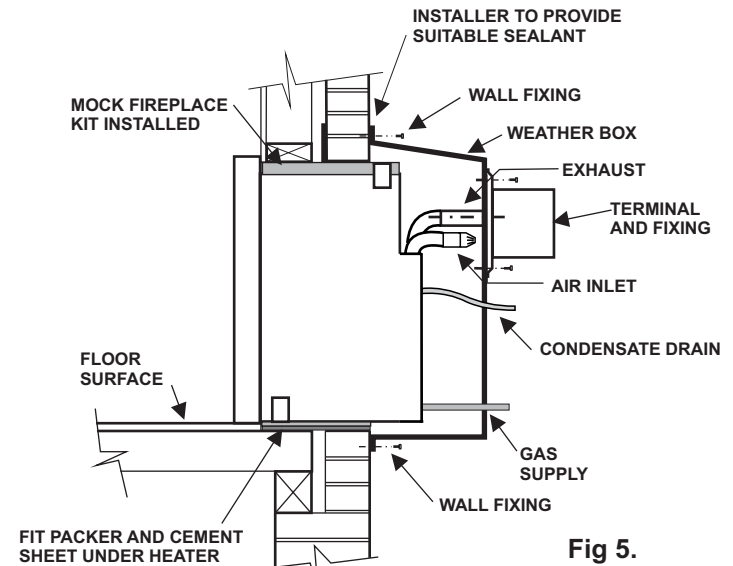 INSTALLER TO PROVIDE
SUITABLE SEALANT
MOCK FIREPLACE
KIT INSTALLED
WALL FIXING
WEATHER BOX
EXHAUST
TERMINAL
AND FIXING
AIR INLET
CONDENSATE DRAIN
FLOOR
SURFACE
GAS
SUPPLY
WALL FIXING
FIT PACKER AND CEMENT
SHEET UNDER HEATER
Fig 5.